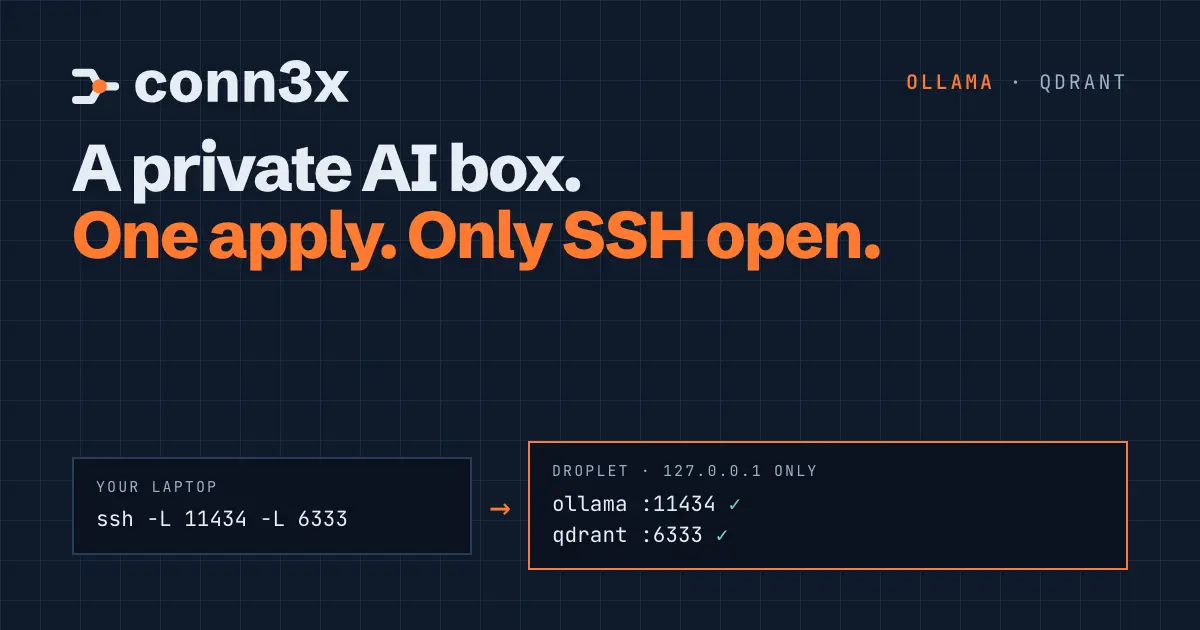 conn3x
OLLAMA · QDRANT
A private AI box.
One apply. Only SSH open.
YOUR LAPTOP
ssh -L 11434 -L 6333
→
DROPLET · 127.0.0.1 ONLY
ollama :11434 ✓
qdrant :6333 ✓